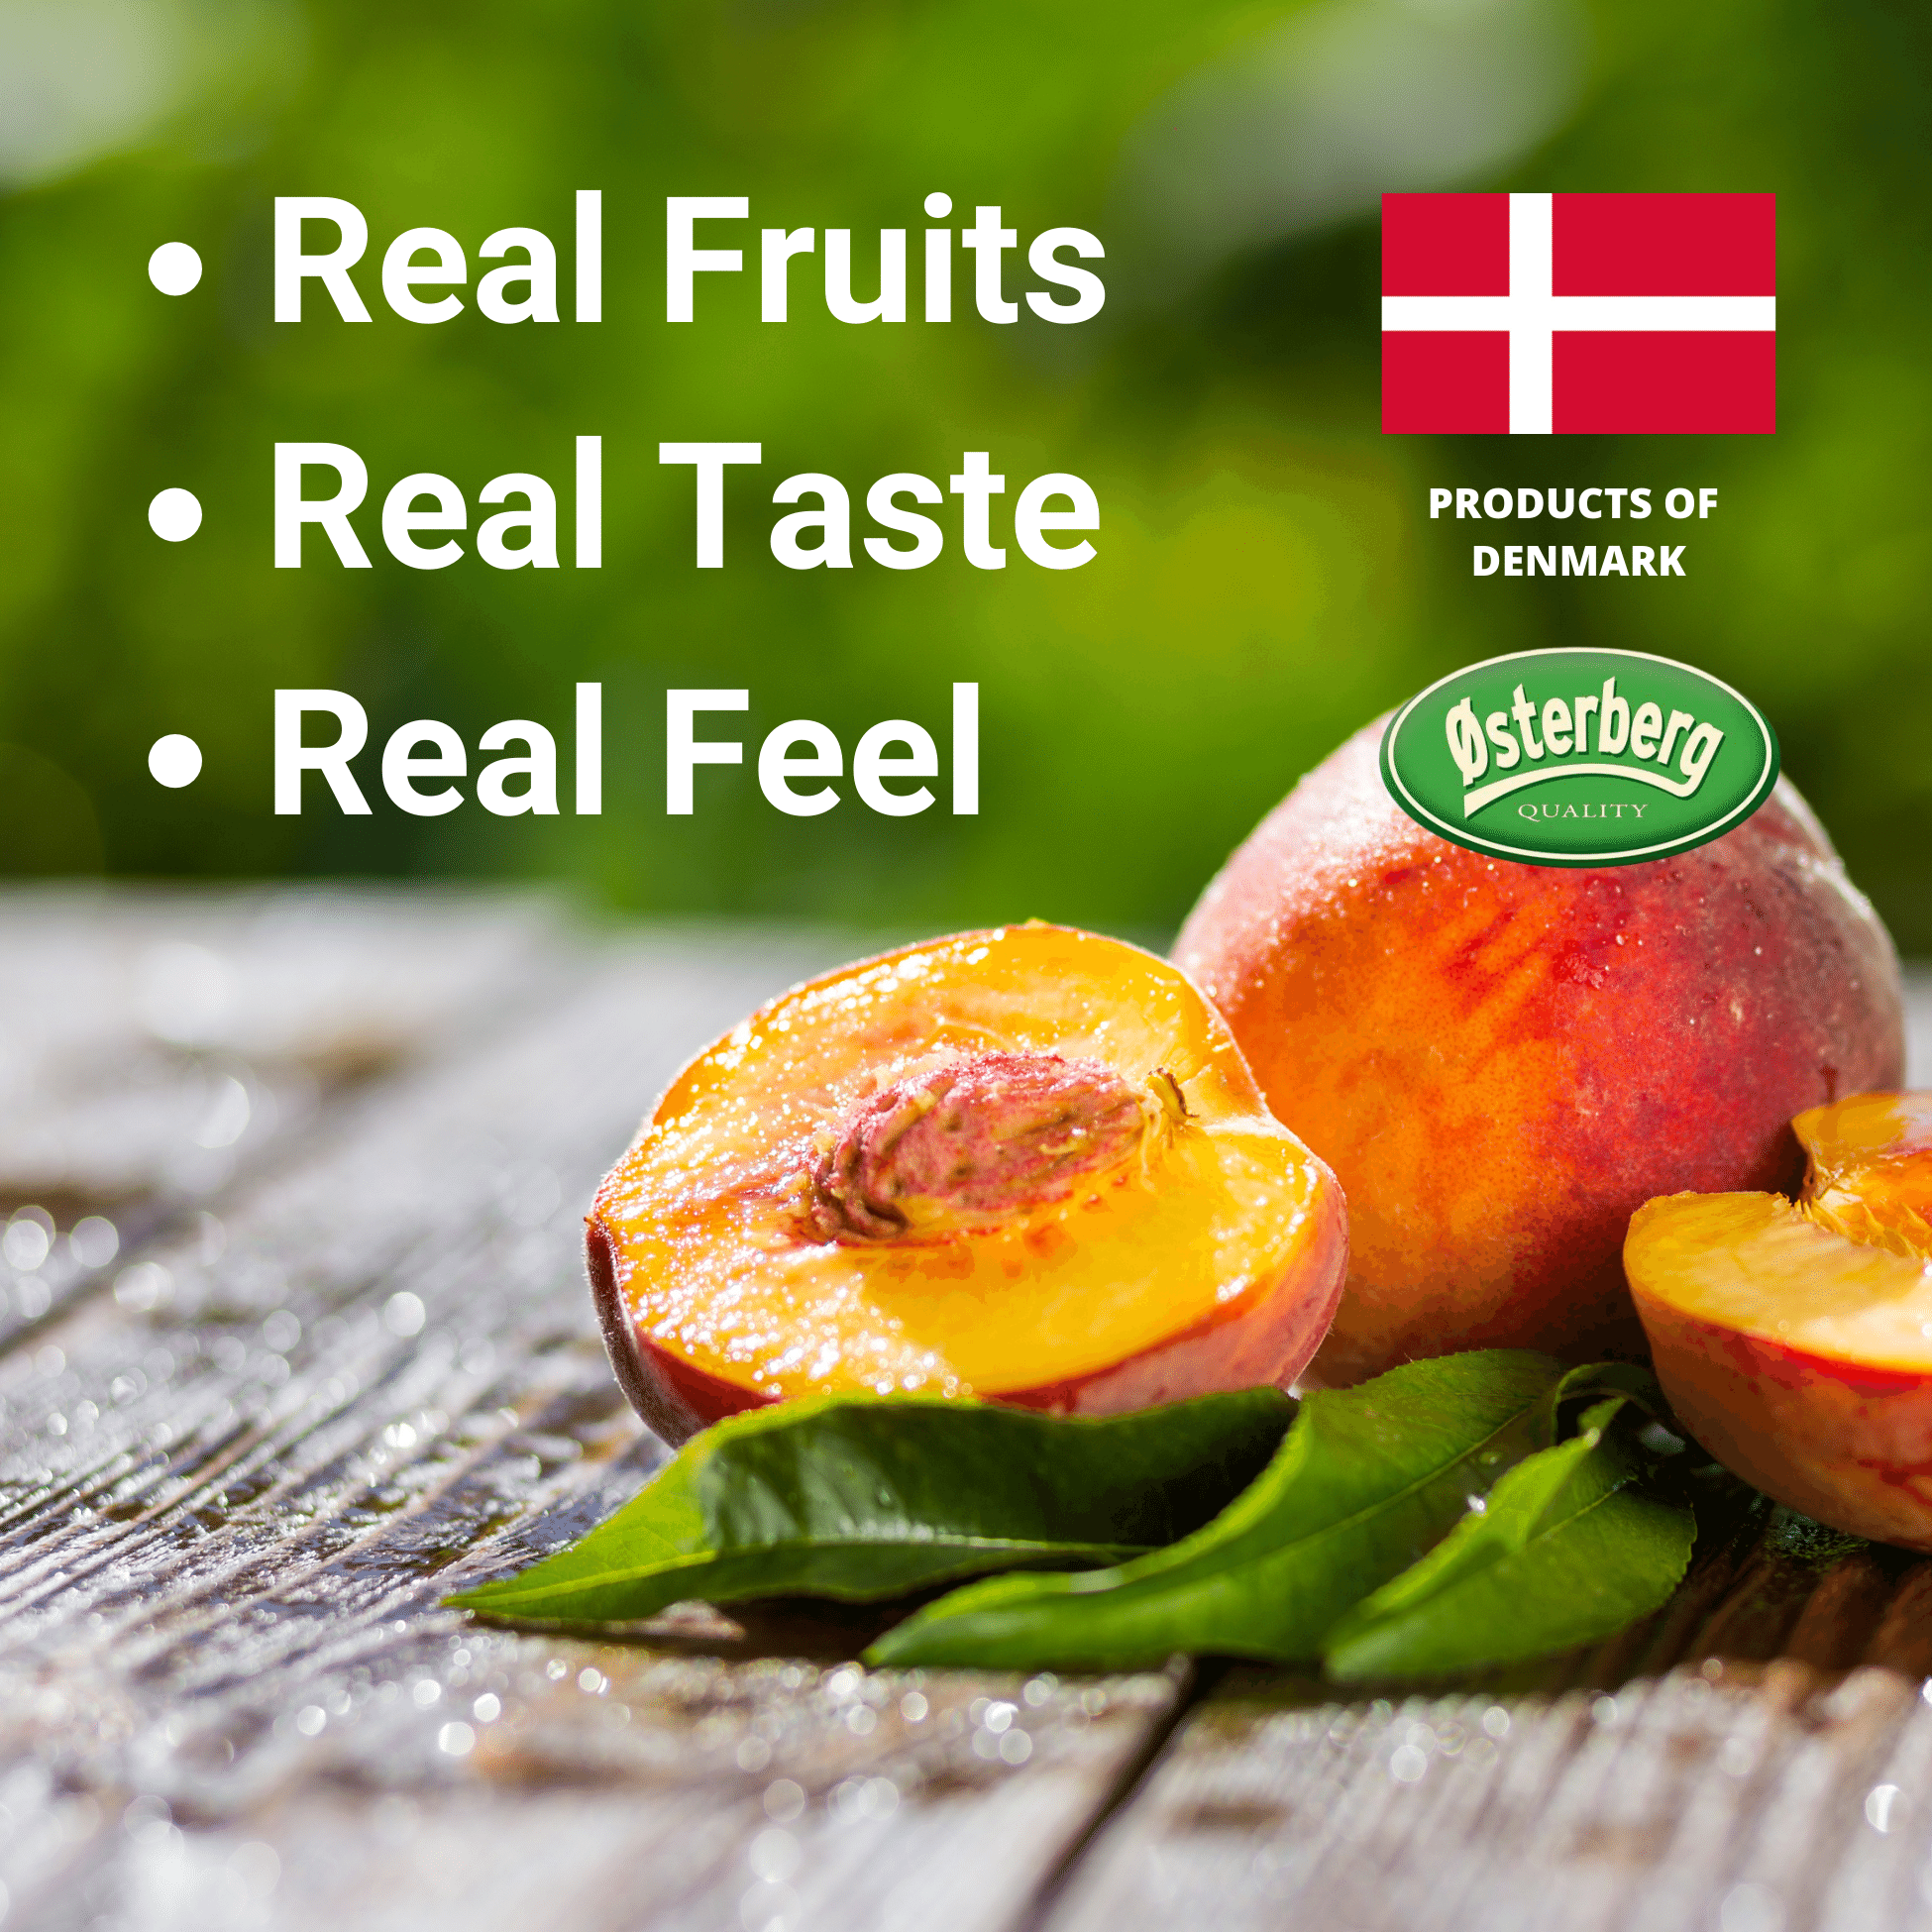 • Real Fruits
• Real Taste
• Real Feel
PRODUCTS OF
DENMARK
Østerberg
QUALITY